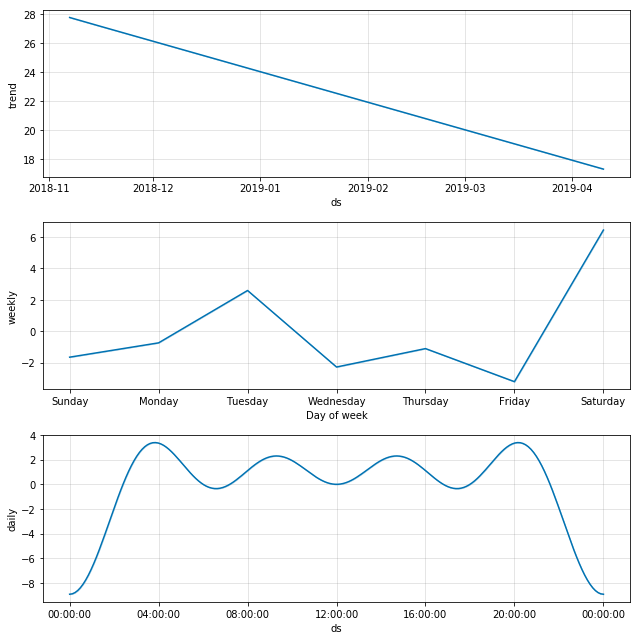 28
26
24
22
20
18
trend
2018-11 2018-12 2019-01 2019-02 2019-03 2019-04
ds
6
4
2
0
−2
weekly
Sunday Monday Tuesday Wednesday Thursday Friday Saturday
Day of week
4
2
0
−2
−4
−6
−8
daily
00:00:00 04:00:00 08:00:00 12:00:00 16:00:00 20:00:00 00:00:00
ds